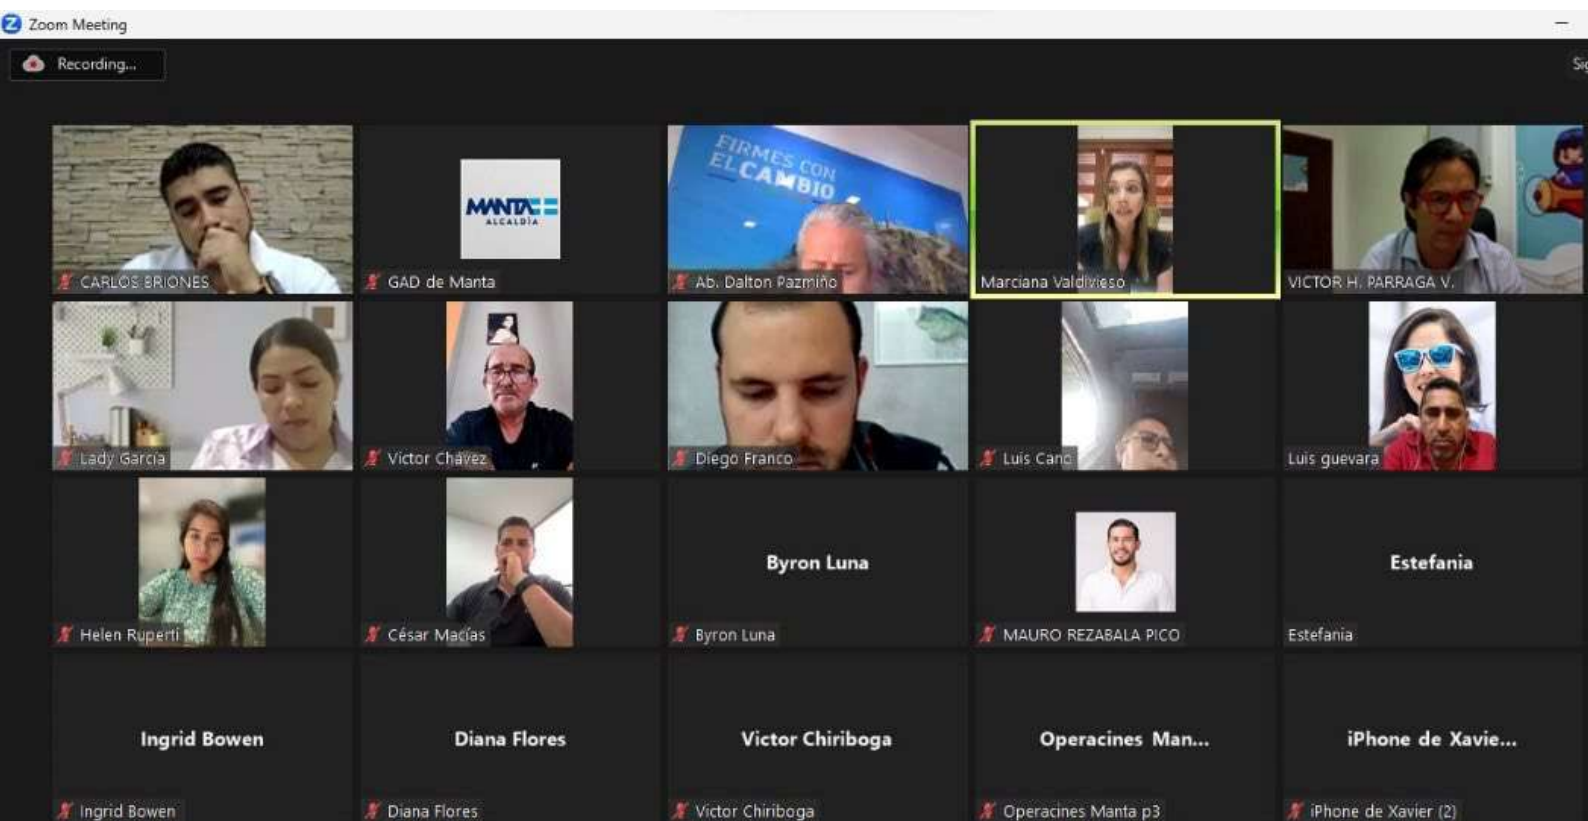 Zoom Meeting
Recording...
MANTA
ALCALDÍA
FIRMES CON
EL CAMBIO
CARLOS BRIONES
GAD de Manta
Ab. Dalton Pazmiño
Marciana Valdivieso
VICTOR H. PARRAGA V.
Lady García
Victor Chávez
Diego Franco
Luis Cano
Luis guevara
Byron Luna
Estefania
Helen Ruperti
César Macías
Byron Luna
MAURO REZABALA PICO
Estefania
Ingrid Bowen
Diana Flores
Victor Chiriboga
Operacines Man...
iPhone de Xavie...
Ingrid Bowen
Diana Flores
Victor Chiriboga
Operacines Manta p3
iPhone de Xavier (2)